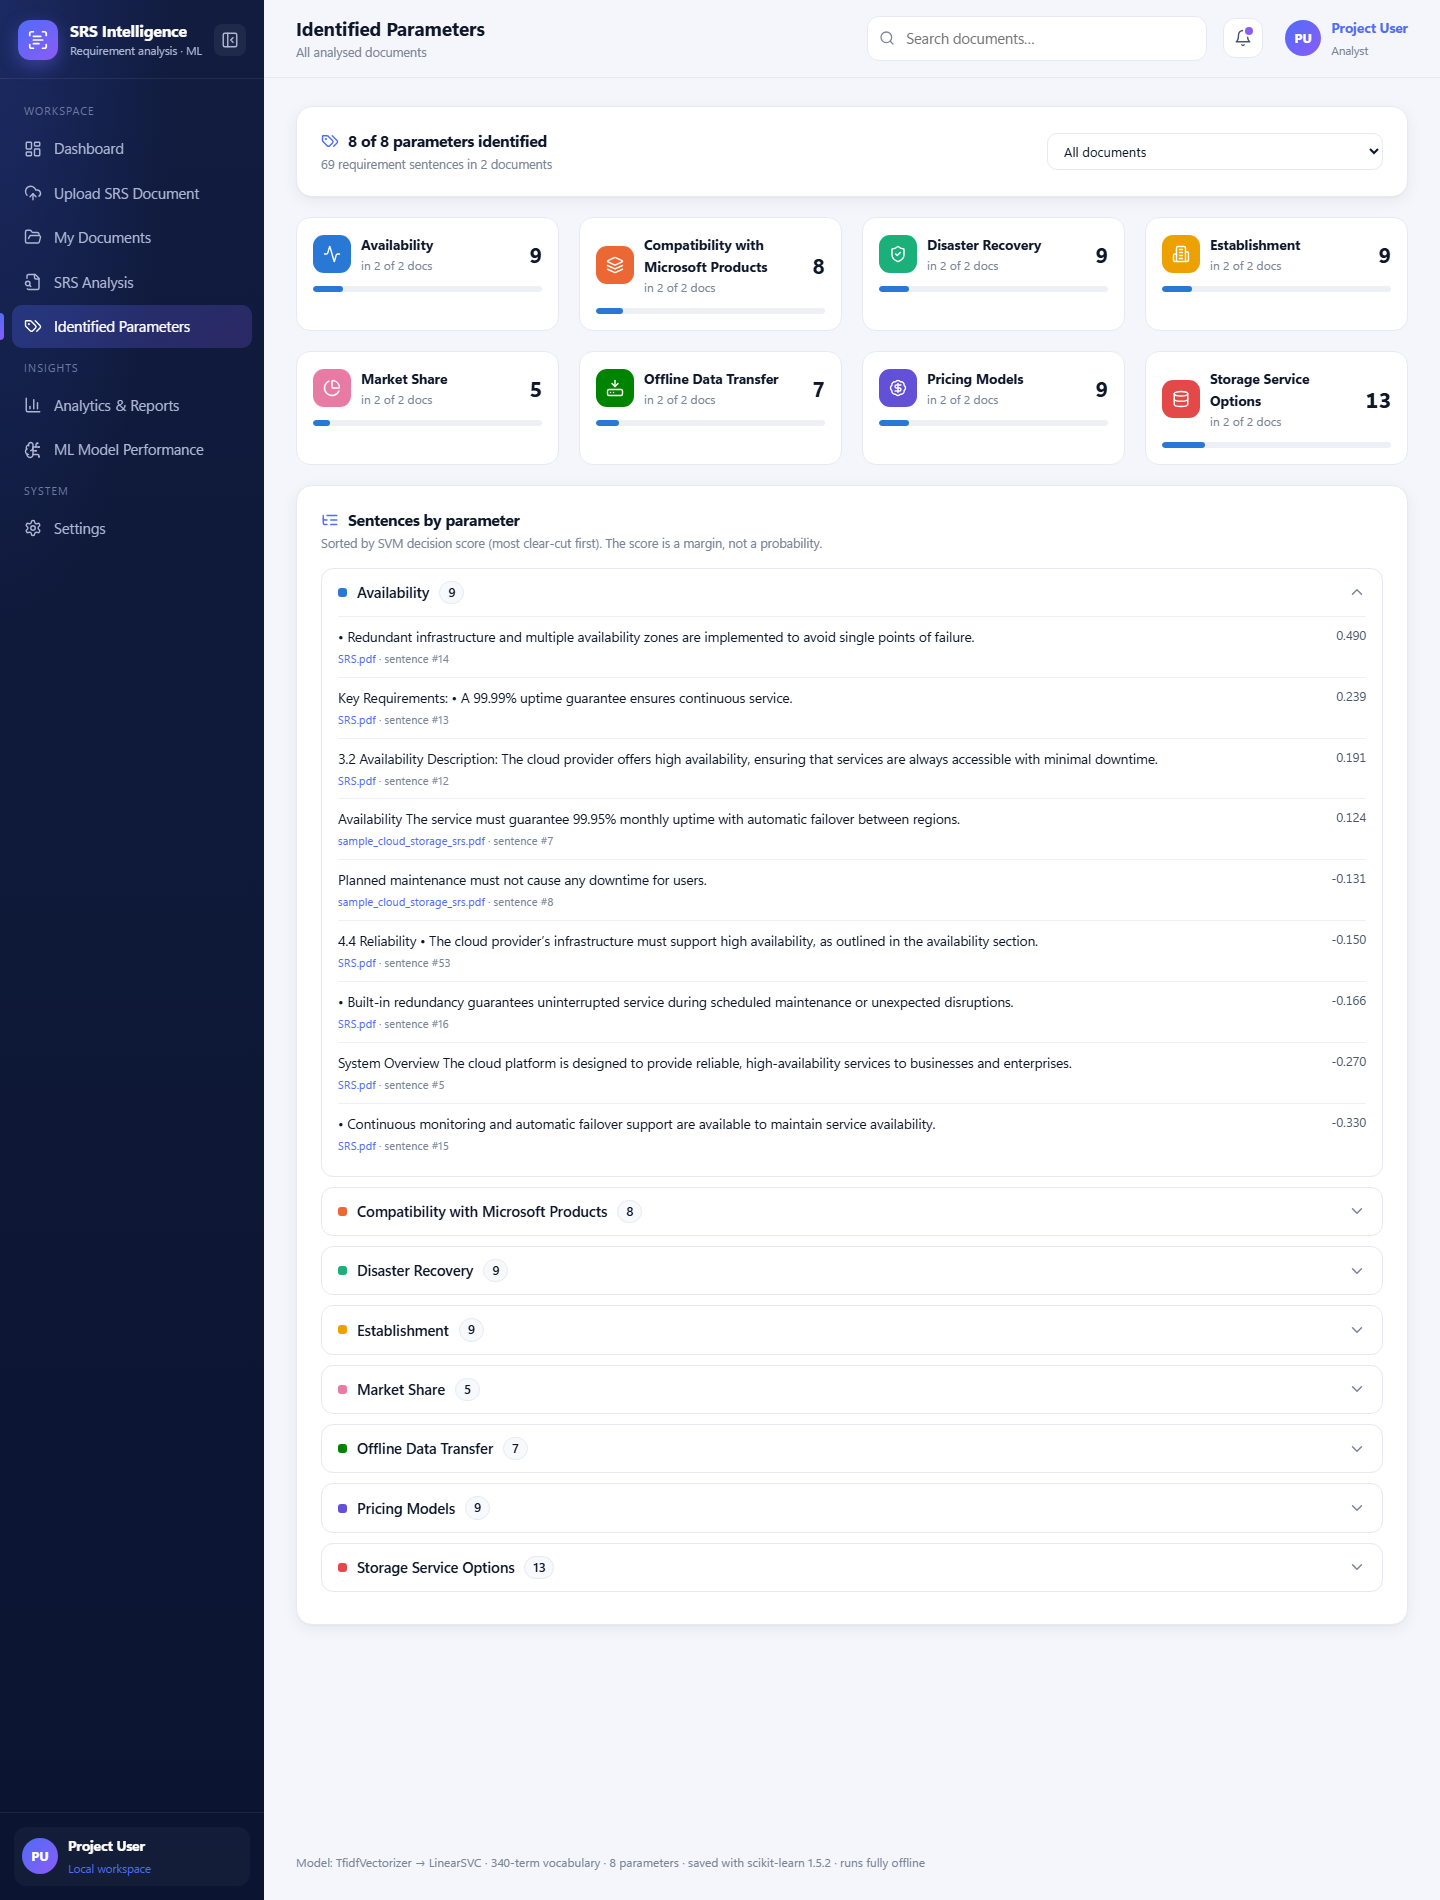 SRS Intelligence
Requirement analysis · ML
WORKSPACE
Dashboard
Upload SRS Document
My Documents
SRS Analysis
Identified Parameters
INSIGHTS
Analytics & Reports
ML Model Performance
SYSTEM
Settings
PU
Project User
Local workspace
Identified Parameters
All analysed documents
Search documents...
PU
Project User
Analyst
8 of 8 parameters identified
69 requirement sentences in 2 documents
All documents
Availability
in 2 of 2 docs
9
Compatibility with
Microsoft Products
in 2 of 2 docs
8
Disaster Recovery
in 2 of 2 docs
9
Establishment
in 2 of 2 docs
9
Market Share
in 2 of 2 docs
5
Offline Data Transfer
in 2 of 2 docs
7
Pricing Models
in 2 of 2 docs
9
Storage Service
Options
in 2 of 2 docs
13
Sentences by parameter
Sorted by SVM decision score (most clear-cut first). The score is a margin, not a probability.
Availability 9
• Redundant infrastructure and multiple availability zones are implemented to avoid single points of failure. 0.490
SRS.pdf · sentence #14
Key Requirements: • A 99.99% uptime guarantee ensures continuous service. 0.239
SRS.pdf · sentence #13
3.2 Availability Description: The cloud provider offers high availability, ensuring that services are always accessible with minimal downtime. 0.191
SRS.pdf · sentence #12
Availability The service must guarantee 99.95% monthly uptime with automatic failover between regions. 0.124
sample_cloud_storage_srs.pdf · sentence #7
Planned maintenance must not cause any downtime for users. -0.131
sample_cloud_storage_srs.pdf · sentence #8
4.4 Reliability • The cloud provider’s infrastructure must support high availability, as outlined in the availability section. -0.150
SRS.pdf · sentence #53
• Built-in redundancy guarantees uninterrupted service during scheduled maintenance or unexpected disruptions. -0.166
SRS.pdf · sentence #16
System Overview The cloud platform is designed to provide reliable, high-availability services to businesses and enterprises. -0.270
SRS.pdf · sentence #5
• Continuous monitoring and automatic failover support are available to maintain service availability. -0.330
SRS.pdf · sentence #15
Compatibility with Microsoft Products 8
Disaster Recovery 9
Establishment 9
Market Share 5
Offline Data Transfer 7
Pricing Models 9
Storage Service Options 13
Model: TfidfVectorizer → LinearSVC · 340-term vocabulary · 8 parameters · saved with scikit-learn 1.5.2 · runs fully offline